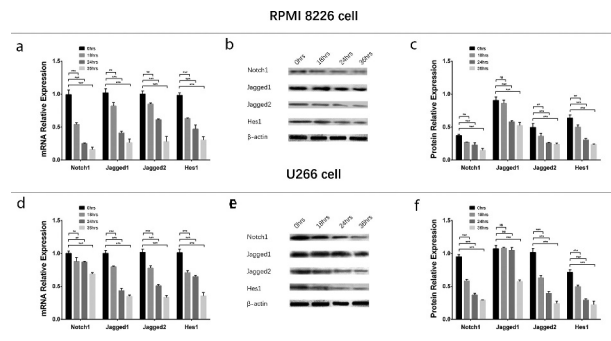 RPMI 8226 cell
a
b
c
mRNA Relative Expression
1.5
1.0
0.5
0.0
0hrs
18hrs
24hrs
36hrs
Notch1 Jagged1 Jagged2 Hes1
0hrs 18hrs 24hrs 36hrs
Notch1
Jagged1
Jagged2
Hes1
β-actin
Protein Relative Expression
1.5
1.0
0.5
0.0
0hrs
18hrs
24hrs
36hrs
Notch1 Jagged1 Jagged2 Hes1
U266 cell
d
e
f
mRNA Relative Expression
1.5
1.0
0.5
0.0
0hrs
18hrs
24hrs
36hrs
Notch1 Jagged1 Jagged2 Hes1
0hrs 18hrs 24hrs 36hrs
Notch1
Jagged1
Jagged2
Hes1
β-actin
Protein Relative Expression
1.5
1.0
0.5
0.0
0hrs
18hrs
24hrs
36hrs
Notch1 Jagged1 Jagged2 Hes1